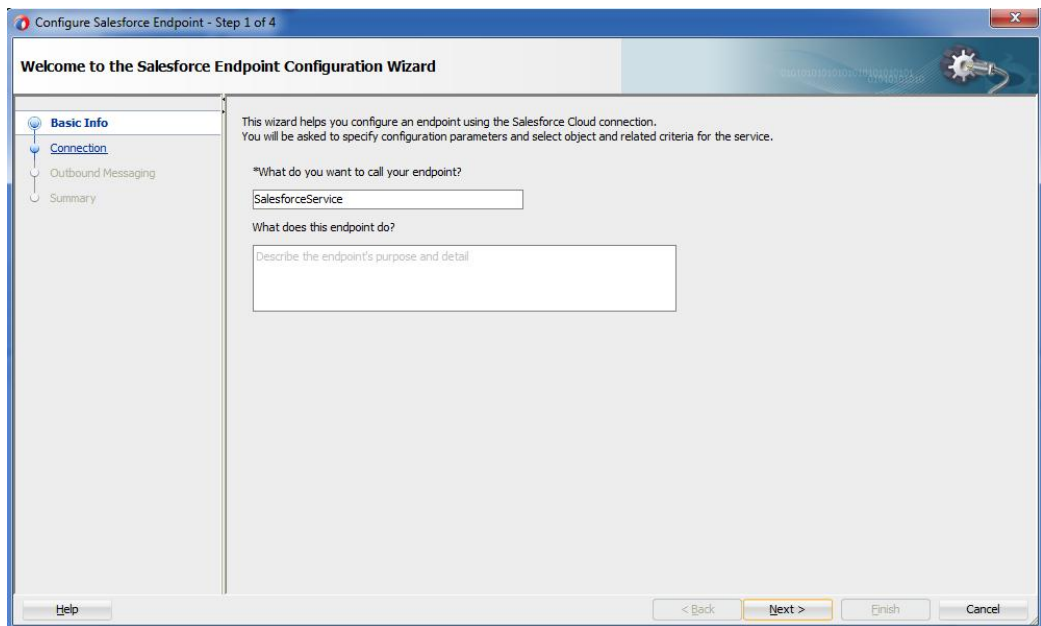 Configure Salesforce Endpoint - Step 1 of 4
Welcome to the Salesforce Endpoint Configuration Wizard
Basic Info
Connection
Outbound Messaging
Summary
This wizard helps you configure an endpoint using the Salesforce Cloud connection.
You will be asked to specify configuration parameters and select object and related criteria for the service.
*What do you want to call your endpoint?
SalesforceService
What does this endpoint do?
Describe the endpoint's purpose and detail
Help
< Back
Next >
Finish
Cancel